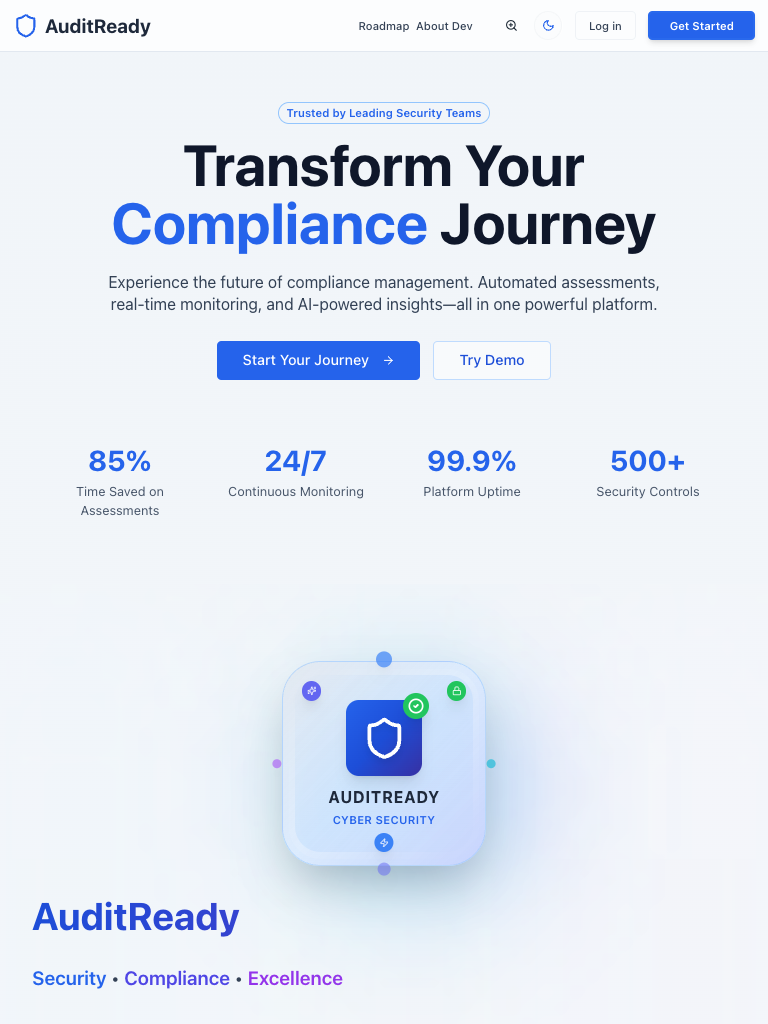 AuditReady
Roadmap About Dev Log in Get Started
Trusted by Leading Security Teams
Transform Your
Compliance Journey
Experience the future of compliance management. Automated assessments,
real-time monitoring, and AI-powered insights—all in one powerful platform.
Start Your Journey → Try Demo
85% 24/7 99.9% 500+
Time Saved on Continuous Monitoring Platform Uptime Security Controls
Assessments
AUDITREADY
CYBER SECURITY
AuditReady
Security • Compliance • Excellence